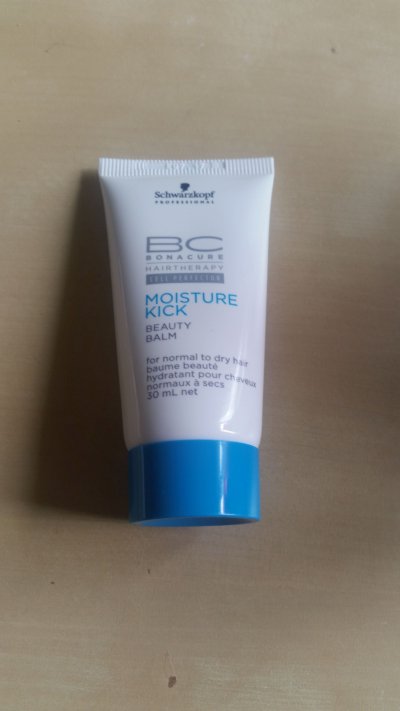 Schwarzkopf
PROFESSIONAL
BC
BONACURE
HAIRTHERAPY
CELL PERFECTOR
MOISTURE
KICK
BEAUTY
BALM
for normal to dry hair
baume beauté
hydratant pour cheveux
normaux à secs
30 mL net